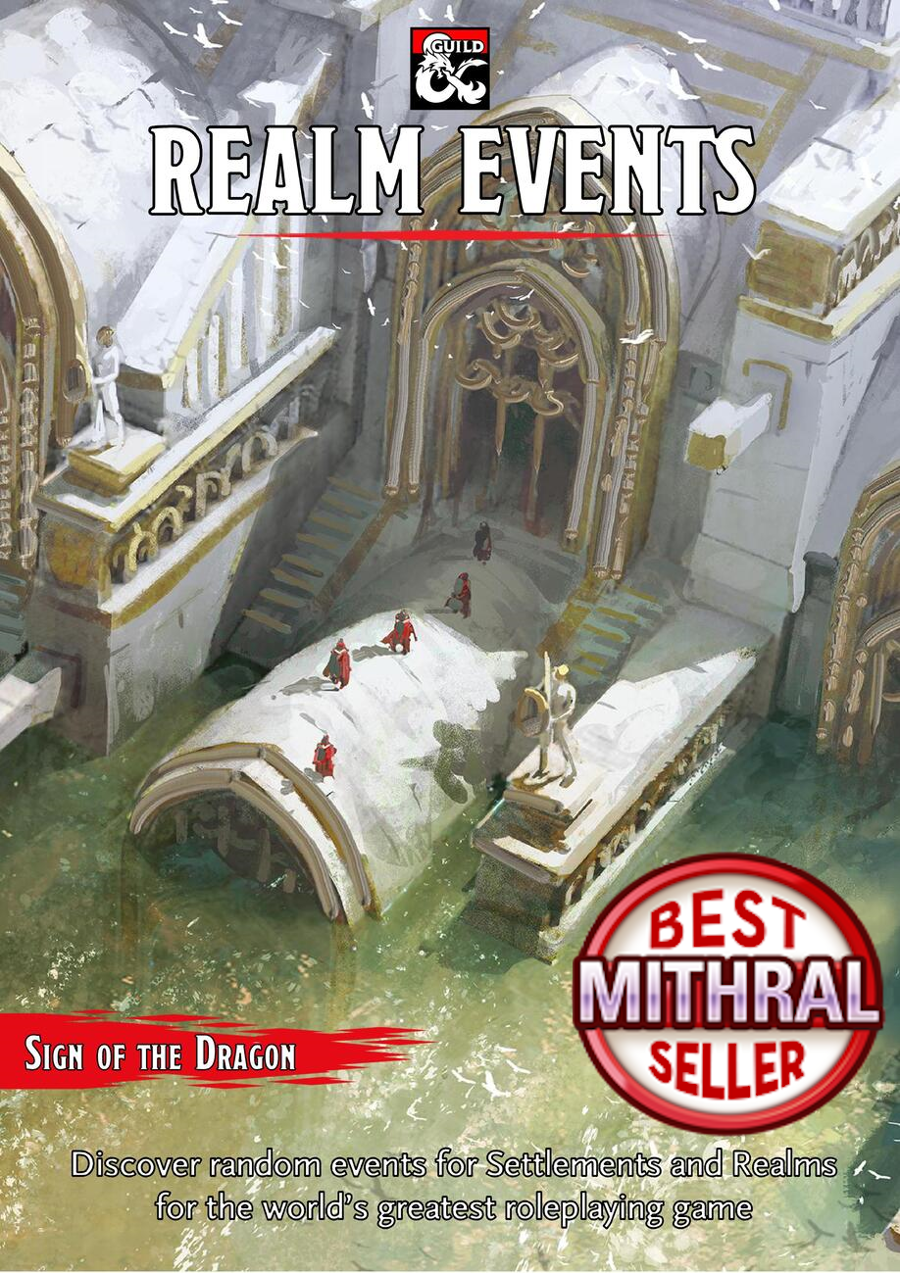 GUILD
&
REALM EVENTS
BEST
MITHRAL
SELLER
Sign of the Dragon
Discover random events for Settlements and Realms
for the world's greatest roleplaying game